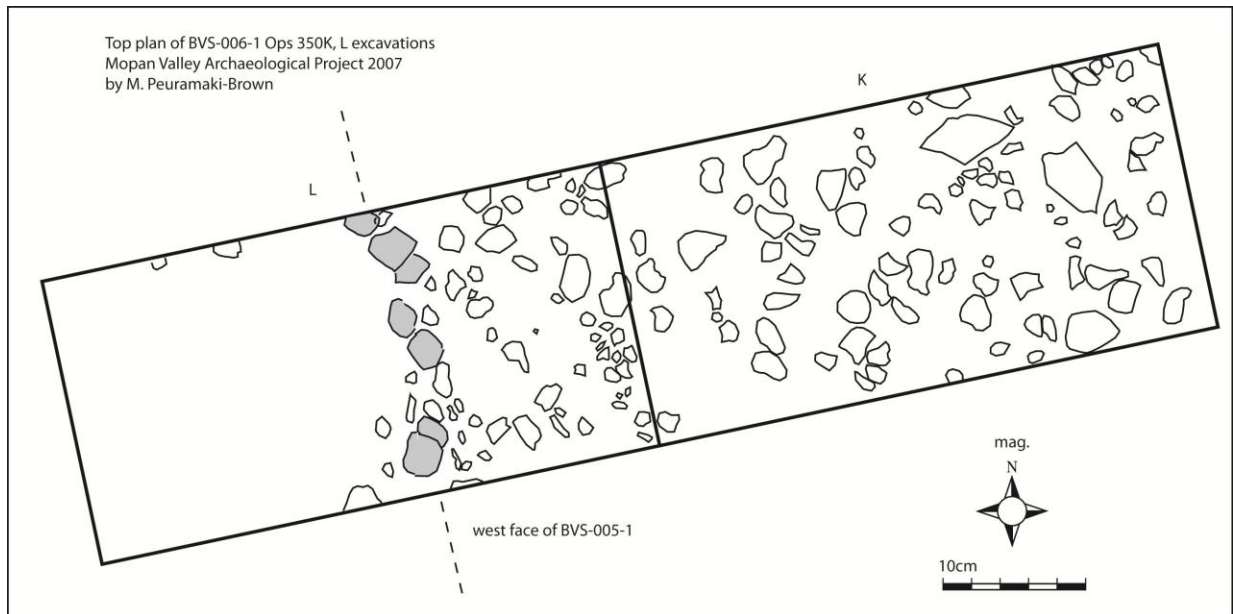 Top plan of BVS-006-1 Ops 350K, L excavations
Mopan Valley Archaeological Project 2007
by M. Peuramaki-Brown
K
L
mag.
N
west face of BVS-005-1
10cm